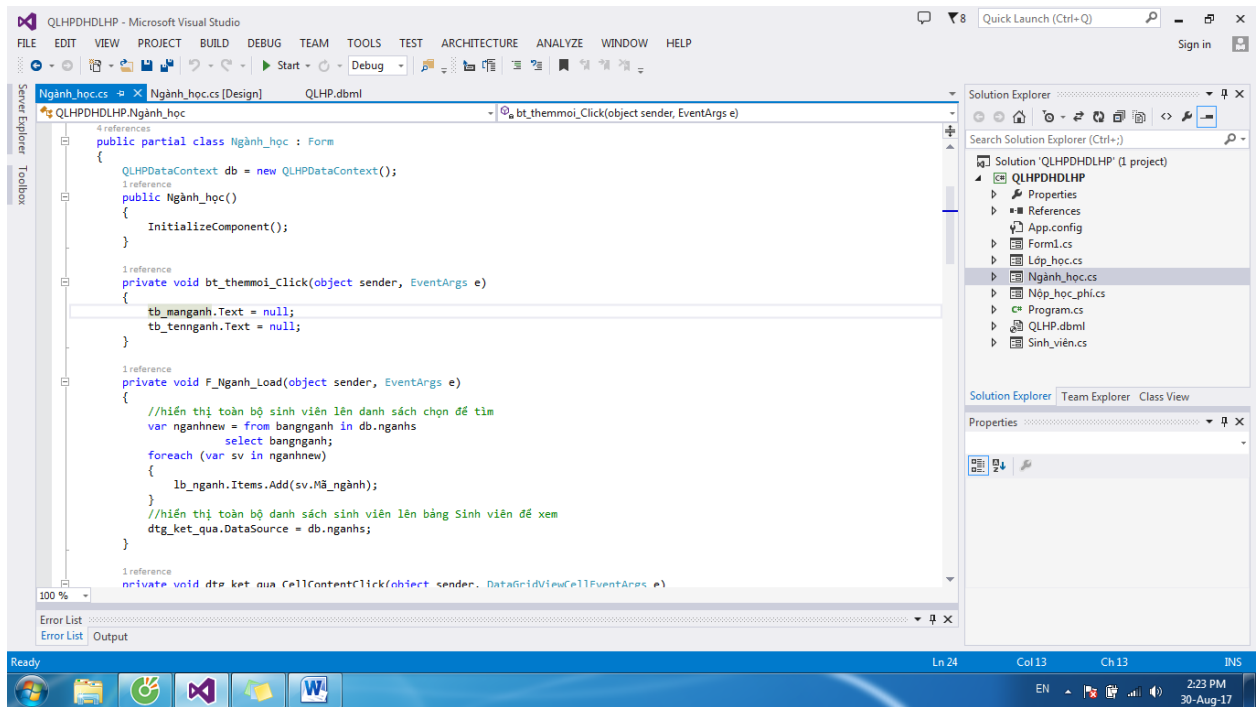 QLHPDHDLHP - Microsoft Visual Studio
8
Quick Launch (Ctrl+Q)
FILE EDIT VIEW PROJECT BUILD DEBUG TEAM TOOLS TEST ARCHITECTURE ANALYZE WINDOW HELP
Sign in
Start Debug
Server Explorer
Toolbox
Ngành_học.cs Ngành_học.cs [Design] QLHP.dbml
QLHPDHDLHP.Ngành_học
bt_themmoi_Click(object sender, EventArgs e)
4 references
public partial class Ngành_học : Form
{
QLHPDataContext db = new QLHPDataContext();
1 reference
public Ngành_học()
{
InitializeComponent();
}
1 reference
private void bt_themmoi_Click(object sender, EventArgs e)
{
tb_manganh.Text = null;
tb_tennganh.Text = null;
}
1 reference
private void F_Nganh_Load(object sender, EventArgs e)
{
//hiển thị toàn bộ sinh viên lên danh sách chọn để tìm
var nganhnew = from bangnganh in db.nganhs
select bangnganh;
foreach (var sv in nganhnew)
{
lb_nganh.Items.Add(sv.Mã_ngành);
}
//hiển thị toàn bộ danh sách sinh viên lên bảng Sinh viên để xem
dtg_ket_qua.DataSource = db.nganhs;
}
1 reference
private void dtg_ket_qua_CellContentClick(object sender, DataGridViewCellEventArgs e)
100 %
Error List
Error List Output
Solution Explorer
Search Solution Explorer (Ctrl+;)
Solution 'QLHPDHDLHP' (1 project)
QLHPDHDLHP
Properties
References
App.config
Form1.cs
Lớp_học.cs
Ngành_học.cs
Nộp_học_phí.cs
Program.cs
QLHP.dbml
Sinh_viên.cs
Solution Explorer Team Explorer Class View
Properties
Ready
Ln 24 Col 13 Ch 13 INS
EN
2:23 PM
30-Aug-17